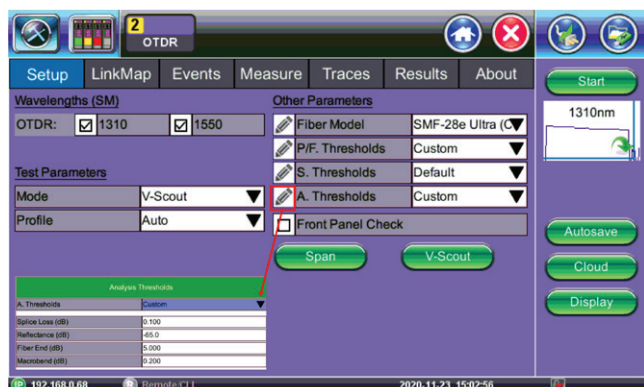 2
OTDR
Setup LinkMap Events Measure Traces Results About
Wavelengths (SM)
OTDR: 1310 1550
Test Parameters
Mode V-Scout
Profile Auto
Other Parameters
Fiber Model SMF-28e Ultra (C
P/F. Thresholds Custom
S. Thresholds Default
A. Thresholds Custom
Front Panel Check
Span V-Scout
Analysis Thresholds
A. Thresholds Custom
Splice Loss (dB) 0.100
Reflectance (dB) -65.0
Fiber End (dB) 5.000
Macrobend (dB) 0.200
Start
1310nm
Autosave
Cloud
Display
IP 192.168.0.68 R Remote/CLI 2020-11-23 15:02:56